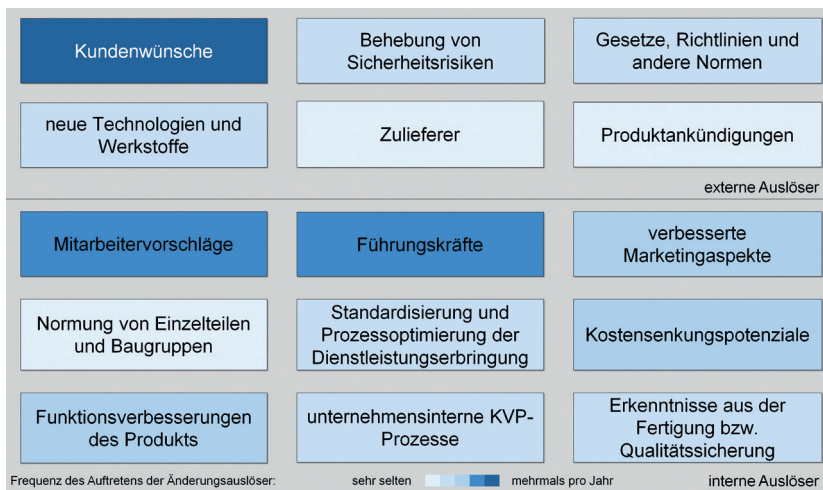 Kundenwünsche
Behebung von
Sicherheitsrisiken
Gesetze, Richtlinien und
andere Normen
neue Technologien und
Werkstoffe
Zulieferer
Produktankündigungen
externe Auslöser
Mitarbeitervorschläge
Führungskräfte
verbesserte
Marketingaspekte
Normung von Einzelteilen
und Baugruppen
Standardisierung und
Prozessoptimierung der
Dienstleistungserbringung
Kostensenkungspotenziale
Funktionsverbesserungen
des Produkts
unternehmensinterne KVP-
Prozesse
Erkenntnisse aus der
Fertigung bzw.
Qualitätssicherung
Frequenz des Auftretens der Änderungsauslöser: sehr selten mehrmals pro Jahr interne Auslöser